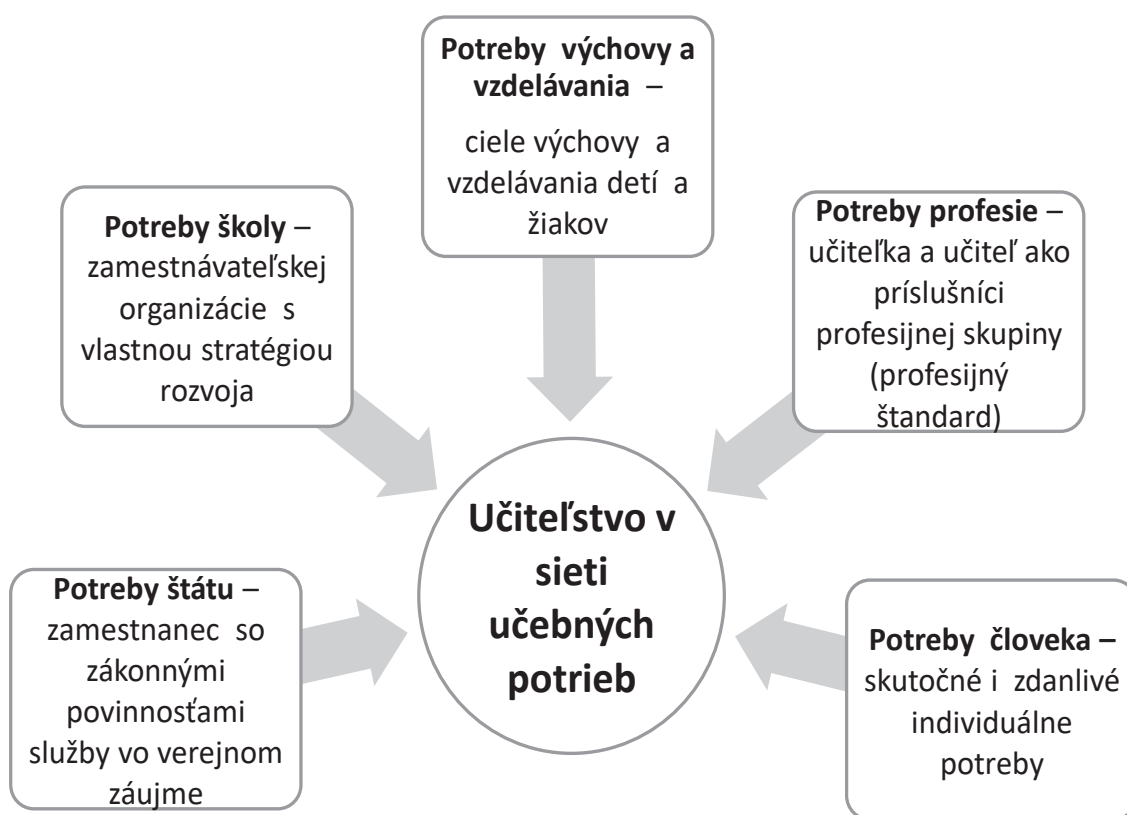 Potreby výchovy a
vzdelávania –
ciele výchovy a
vzdelávania detí a
žiakov
Potreby školy –
zamestnávateľskej
organizácie s
vlastnou stratégiou
rozvoja
Potreby profesie –
učiteľka a učiteľ ako
príslušníci
profesijnej skupiny
(profesijný
štandard)
Učiteľstvo v
sieti
učebných
potrieb
Potreby štátu –
zamestnanec so
zákonnými
povinnosťami
služby vo verejnom
záujme
Potreby človeka –
skutočné i zdanlivé
individuálne
potreby